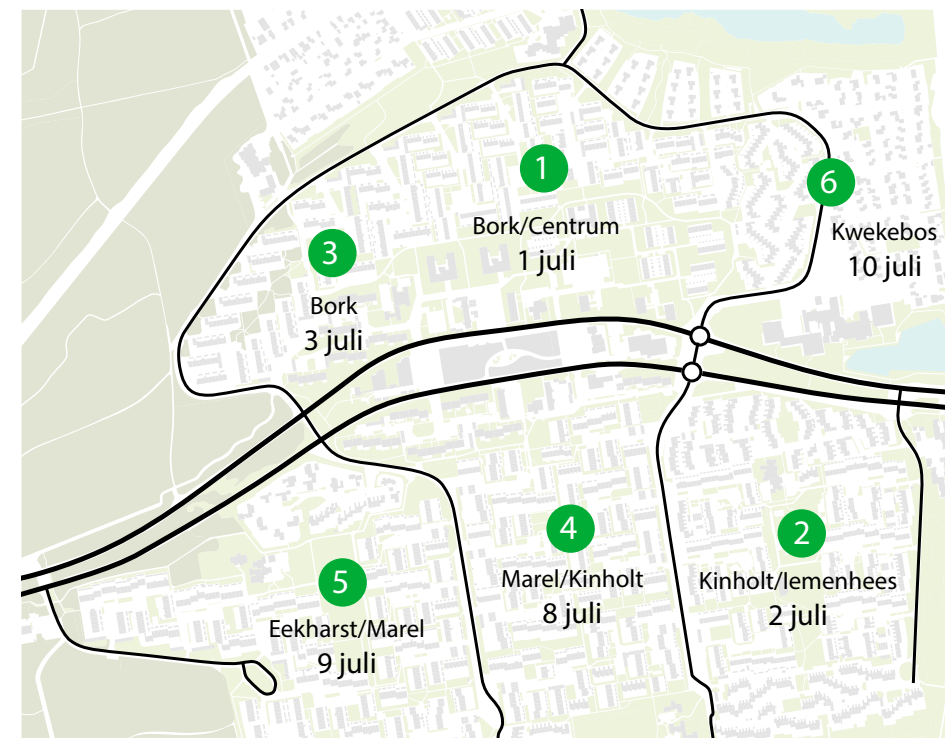 1
Bork/Centrum
1 juli
6
Kwekebos
10 juli
3
Bork
3 juli
4
Marel/Kinholt
8 juli
2
Kinholt/Iemenhees
2 juli
5
Eekharst/Marel
9 juli